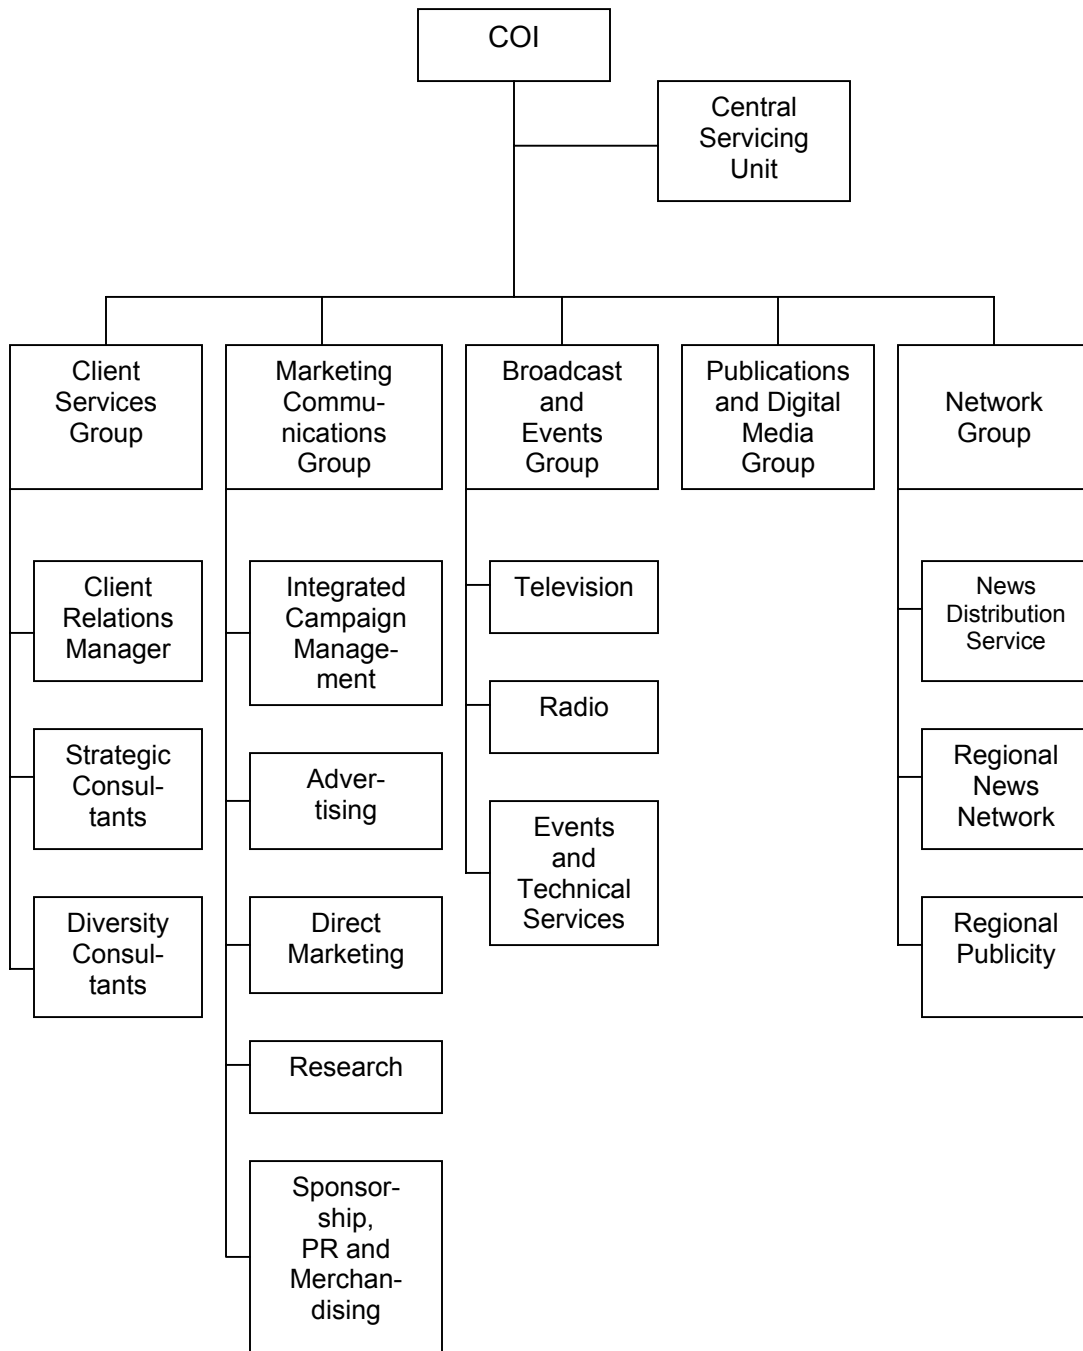 COI
Central
Servicing
Unit
Client
Services
Group
Marketing
Commu-
nications
Group
Broadcast
and
Events
Group
Publications
and Digital
Media
Group
Network
Group
Client
Relations
Manager
Strategic
Consul-
tants
Diversity
Consul-
tants
Integrated
Campaign
Manage-
ment
Adver-
tising
Direct
Marketing
Research
Sponsor-
ship,
PR and
Merchan-
dising
Television
Radio
Events
and
Technical
Services
News
Distribution
Service
Regional
News
Network
Regional
Publicity